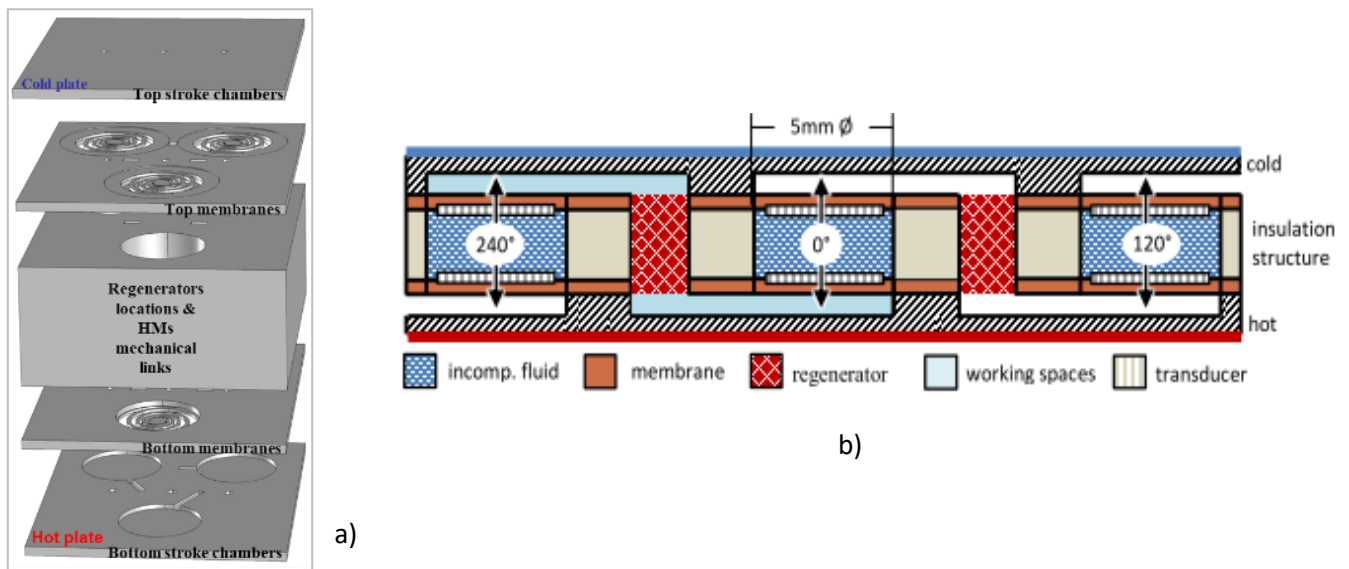 Cold plate
Top stroke chambers
Top membranes
Regenerators
locations &
HMs
mechanical
links
Bottom membranes
Hot plate
Bottom stroke chambers
a)
5mm Ø
cold
240°
0°
120°
insulation
structure
hot
incomp. fluid
membrane
regenerator
working spaces
transducer
b)